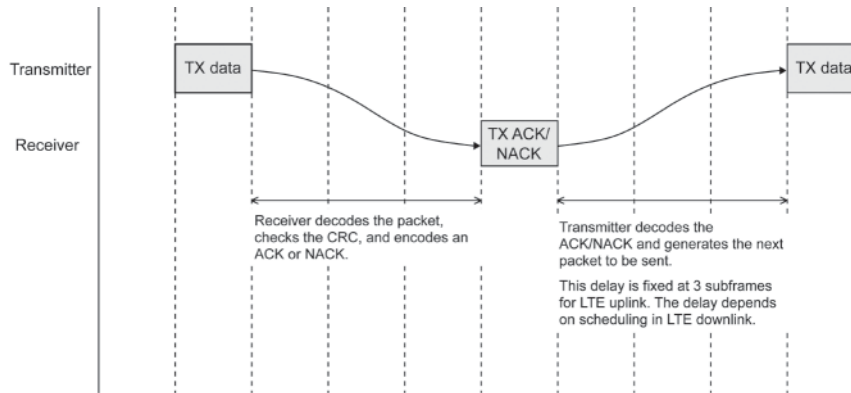 Transmitter
TX data
TX data
Receiver
TX ACK/
NACK
Receiver decodes the packet,
checks the CRC, and encodes an
ACK or NACK.
Transmitter decodes the
ACK/NACK and generates the next
packet to be sent.
This delay is fixed at 3 subframes
for LTE uplink. The delay depends
on scheduling in LTE downlink.